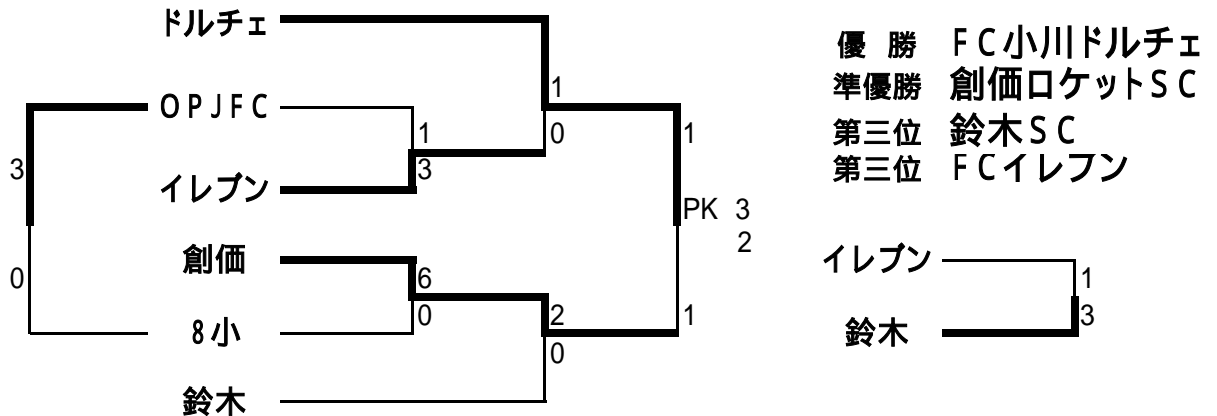 ドルチェ
OPJFC
イレブン
創価
8小
鈴木
3
0
1
3
6
0
1
0
2
0
1
PK 3
2
1
優 勝 FC小川ドルチェ
準優勝 創価ロケットSC
第三位 鈴木SC
第三位 FCイレブン
イレブン
鈴木
1
3